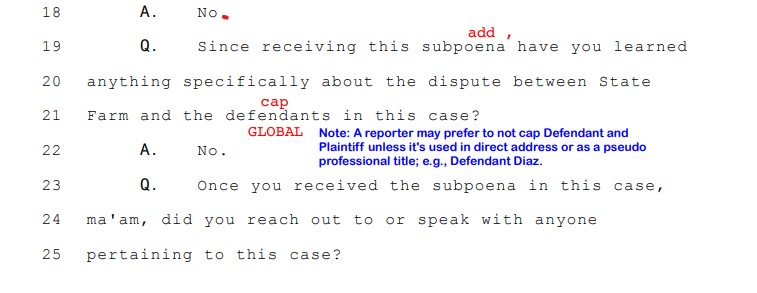 18 A. No.
add ,
19 Q. Since receiving this subpoena have you learned
20 anything specifically about the dispute between State
cap
21 Farm and the defendants in this case?
GLOBAL Note: A reporter may prefer to not cap Defendant and
22 A. No. Plaintiff unless it's used in direct address or as a pseudo
professional title; e.g., Defendant Diaz.
23 Q. Once you received the subpoena in this case,
24 ma'am, did you reach out to or speak with anyone
25 pertaining to this case?